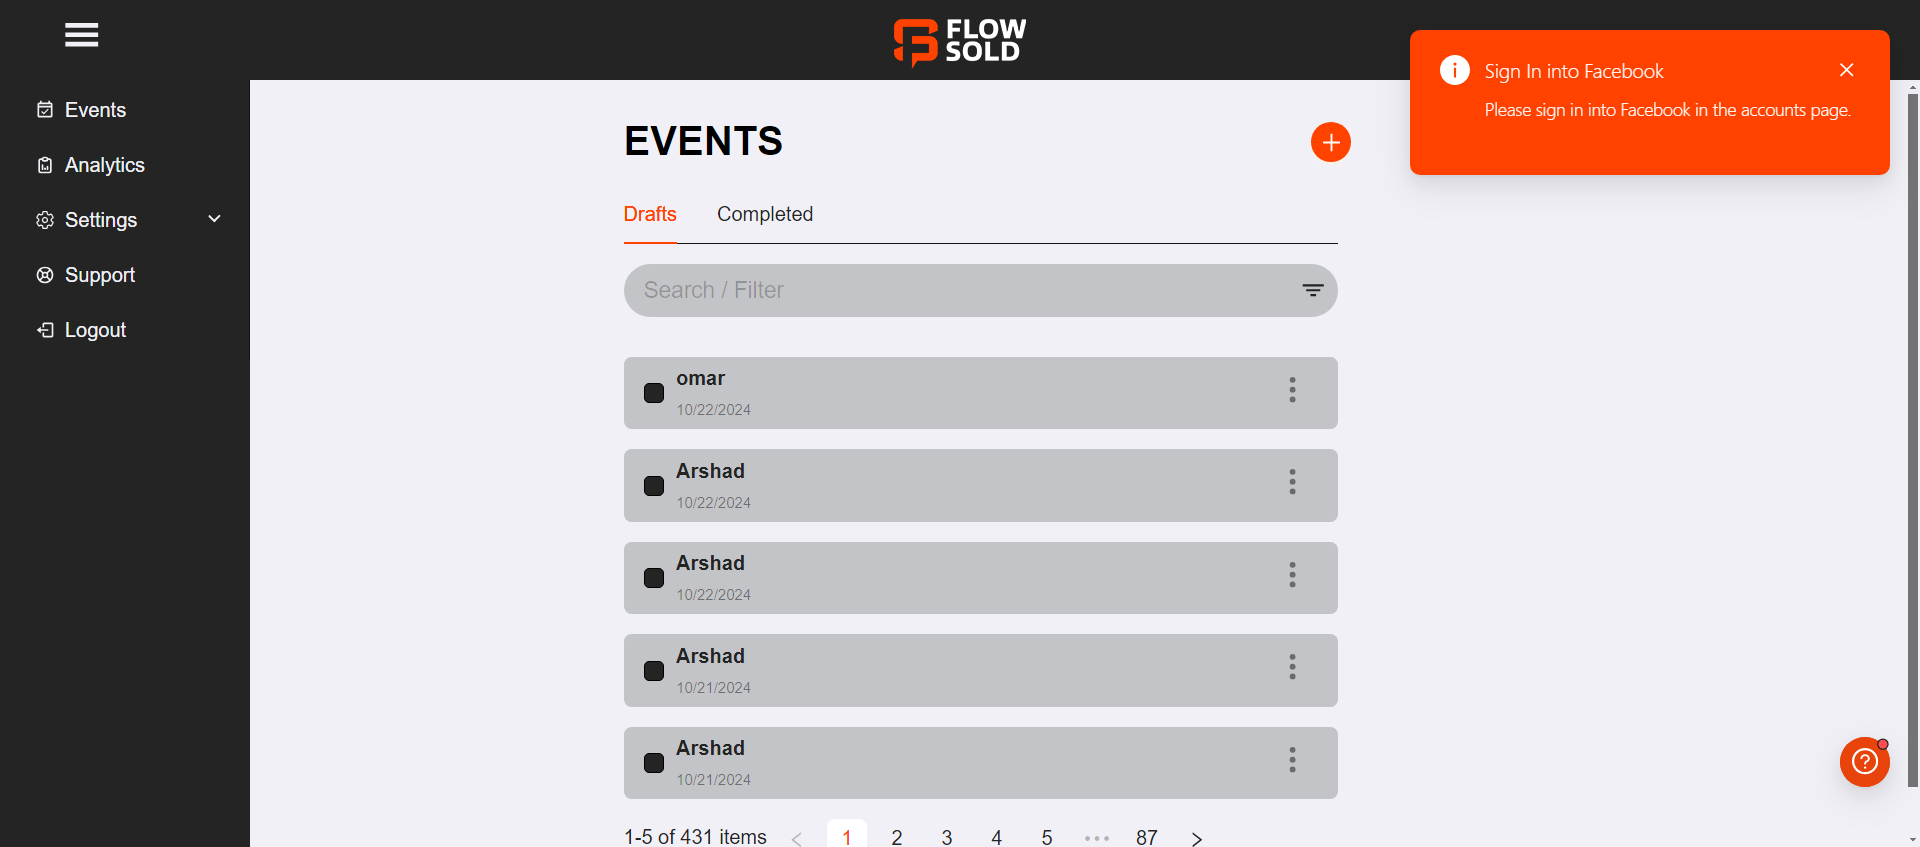 FLOW
SOLD
Sign In into Facebook
Please sign in into Facebook in the accounts page.
Events
Analytics
Settings
Support
Logout
EVENTS
Drafts Completed
Search / Filter
omar
10/22/2024
Arshad
10/22/2024
Arshad
10/22/2024
Arshad
10/21/2024
Arshad
10/21/2024
1-5 of 431 items < 1 2 3 4 5 ••• 87 >